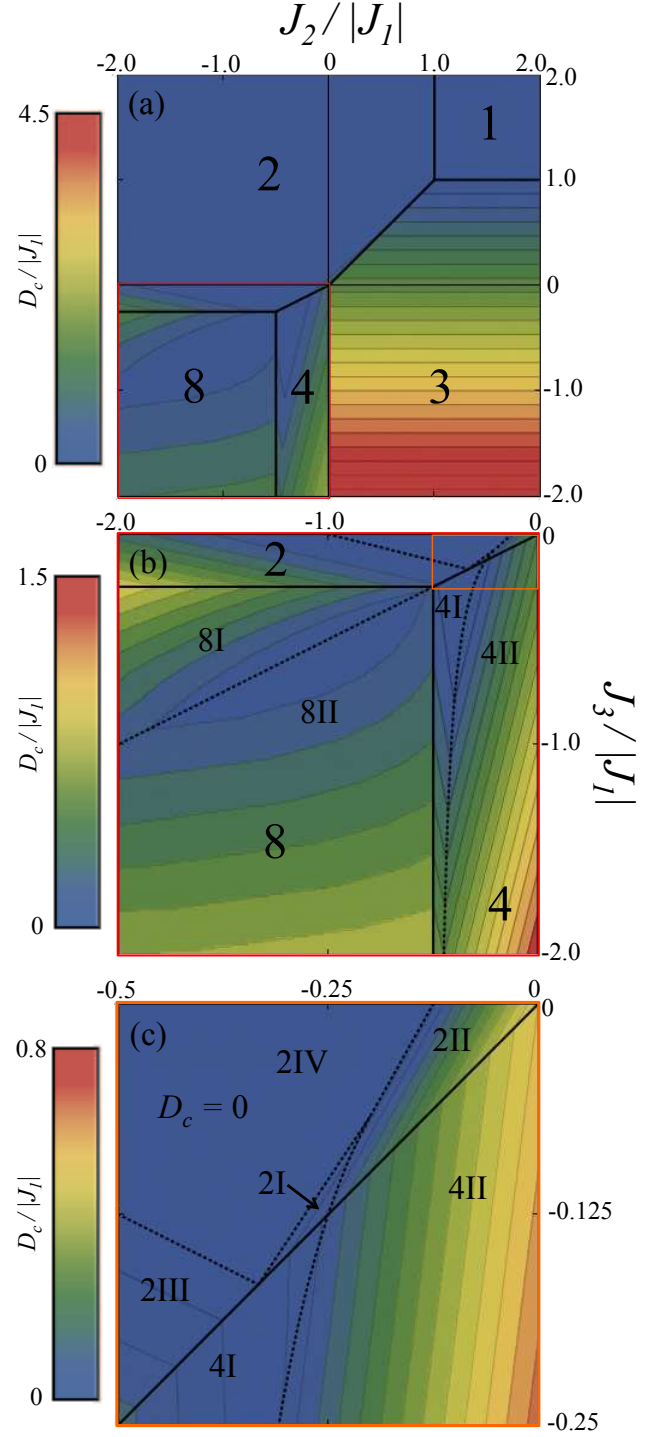 J₂ / |J₁|
-2.0 -1.0 0 1.0 2.0
(a)
4.5
D_c / |J₁|
0
2
1
8
4
3
2.0
1.0
0
-1.0
-2.0
-2.0 -1.0 0
(b)
1.5
D_c / |J₁|
0
2
8I
8II
8
4I
4II
4
0
-1.0
-2.0
J₃ / |J₁|
-0.5 -0.25 0
(c)
0.8
D_c / |J₁|
0
2IV
2II
D_c = 0
2I
4II
2III
4I
0
-0.125
-0.25